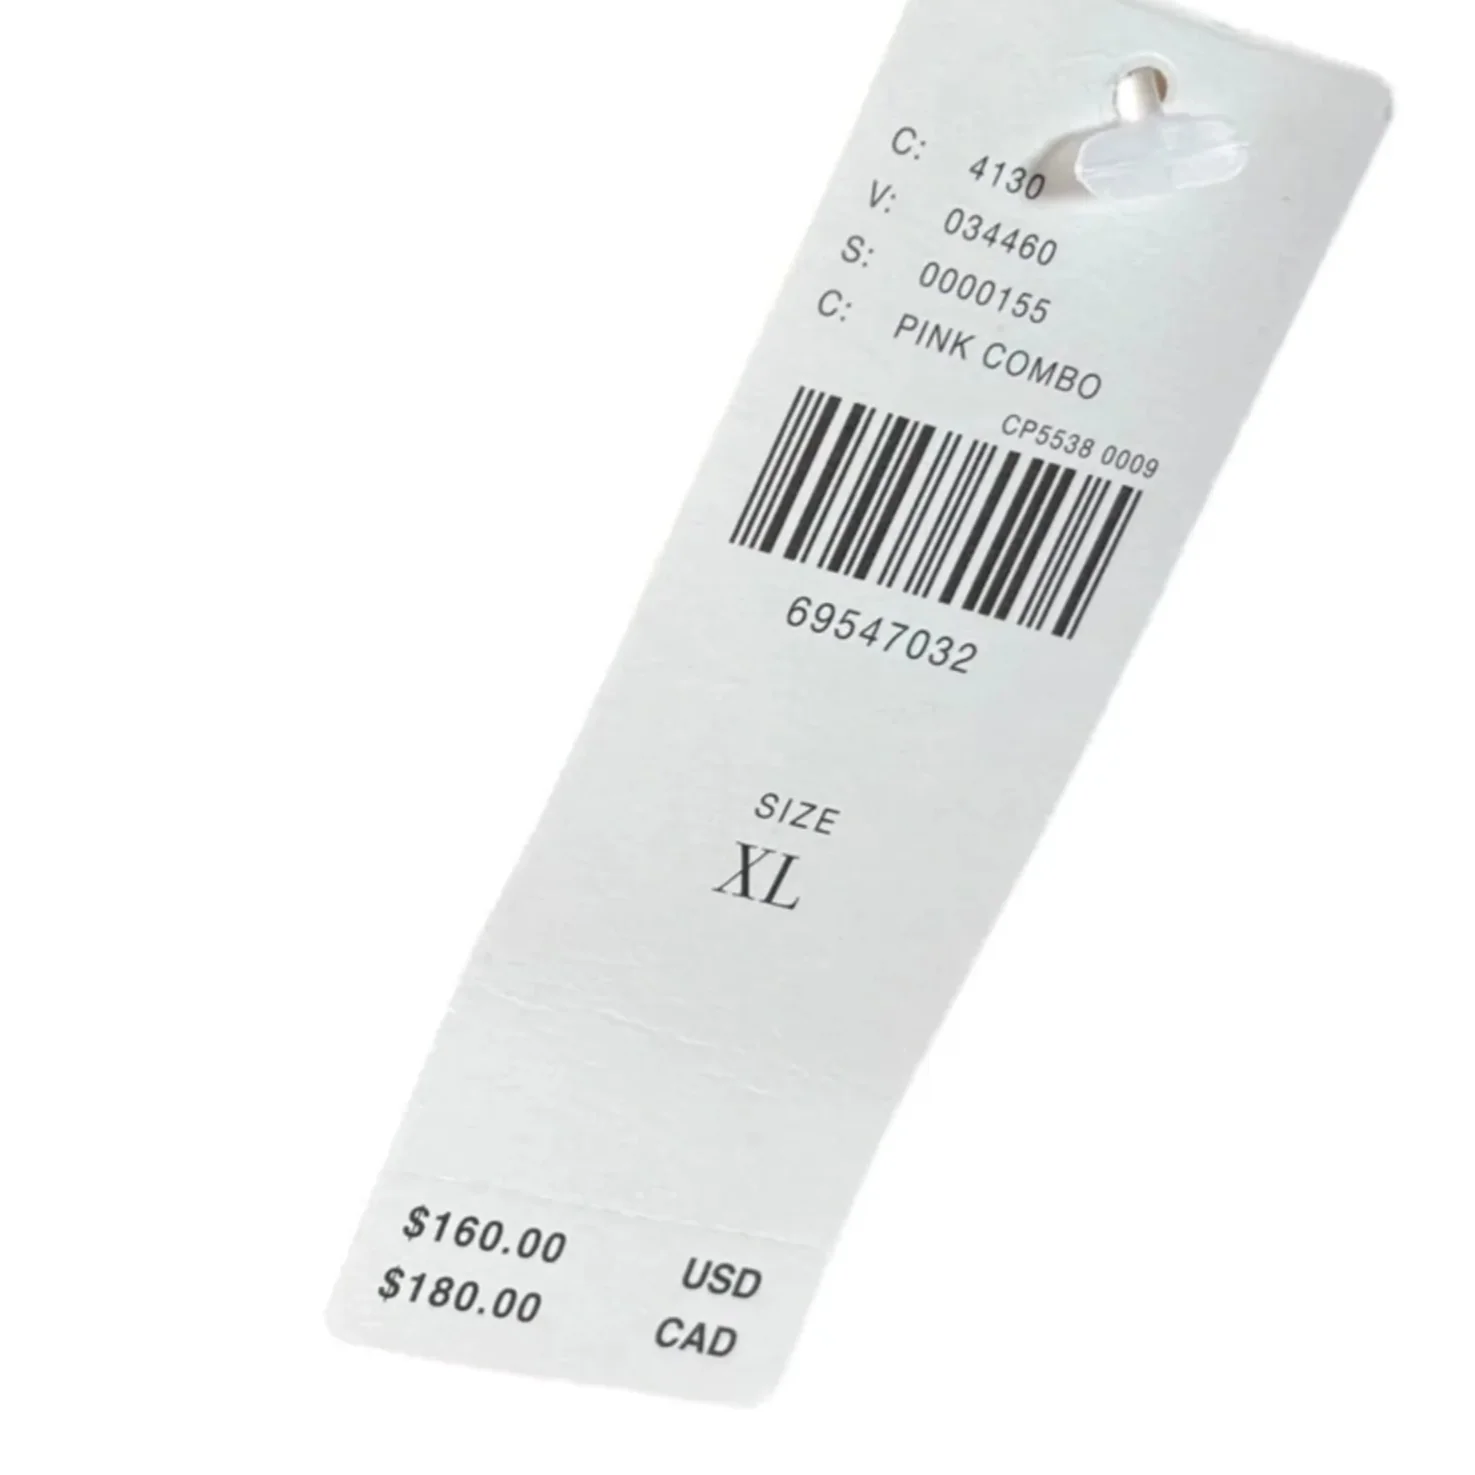 C: 4130
V: 034460
S: 0000155
C: PINK COMBO
CP5538 0009
69547032
SIZE
XL
$160.00 USD
$180.00 CAD